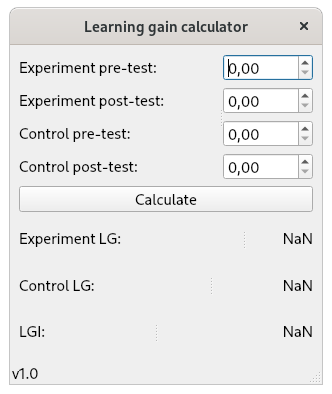 Learning gain calculator ×
Experiment pre-test: 0,00
Experiment post-test: 0,00
Control pre-test: 0,00
Control post-test: 0,00
Calculate
Experiment LG: NaN
Control LG: NaN
LGI: NaN
v1.0